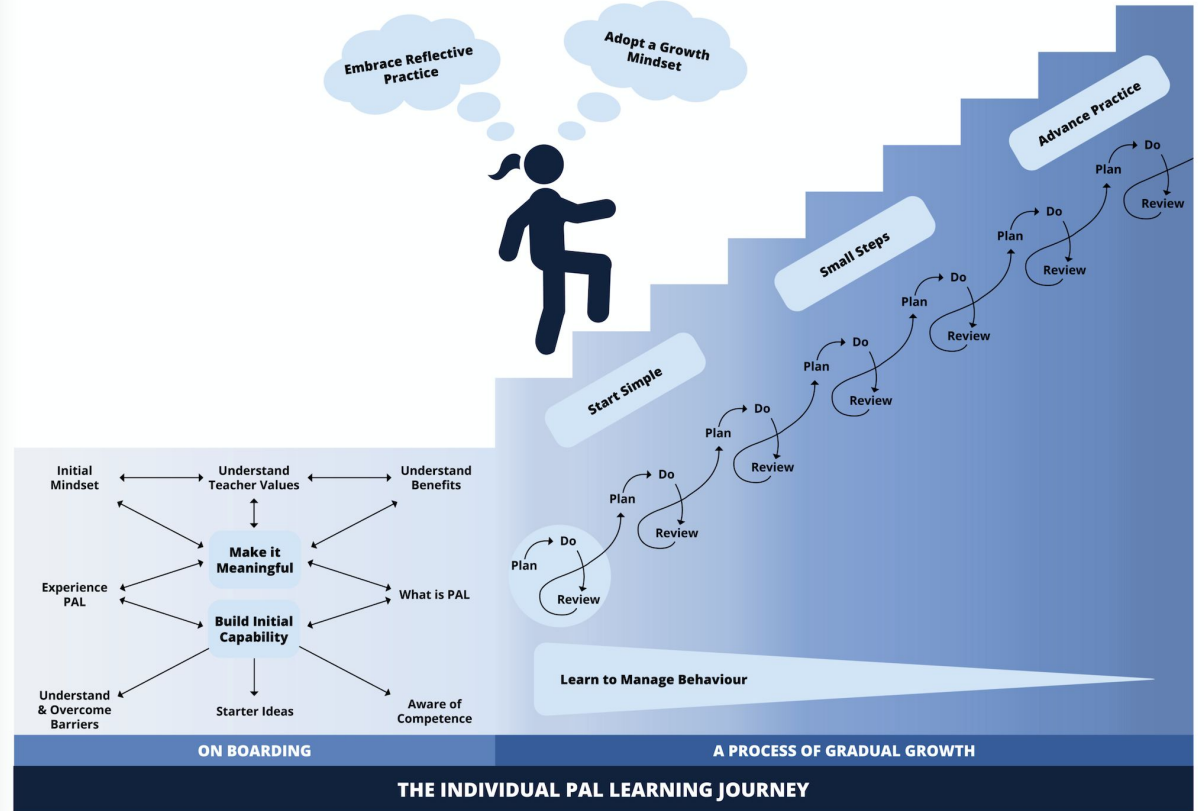 Embrace Reflective
Practice
Adopt a Growth
Mindset
Advance Practice
Small Steps
Start Simple
Initial
Mindset
Understand
Teacher Values
Understand
Benefits
Make it
Meaningful
Experience
PAL
What is PAL
Build Initial
Capability
Understand
& Overcome
Barriers
Starter Ideas
Aware of
Competence
Plan
Do
Review
Plan
Do
Review
Plan
Do
Review
Plan
Do
Review
Plan
Do
Review
Plan
Do
Review
Plan
Do
Review
Learn to Manage Behaviour
ON BOARDING
A PROCESS OF GRADUAL GROWTH
THE INDIVIDUAL PAL LEARNING JOURNEY